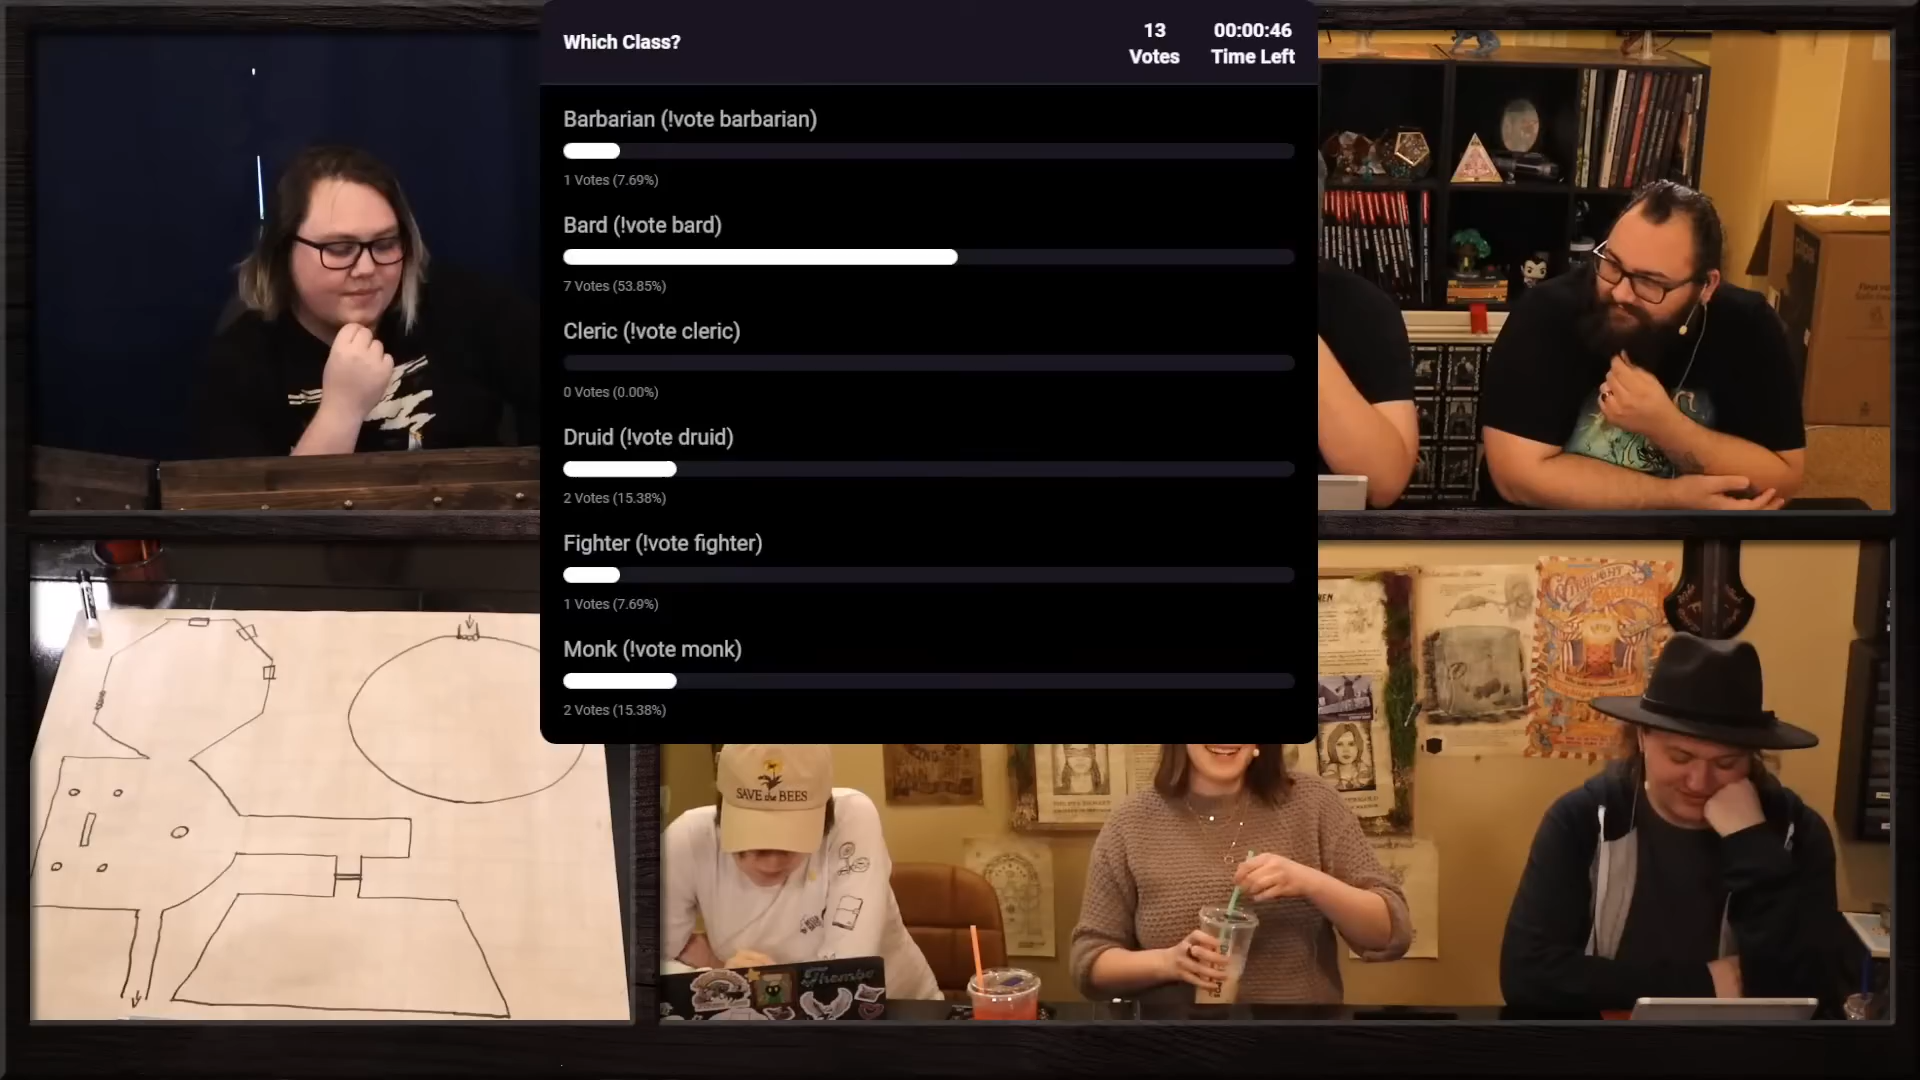 Which Class?
13
Votes
00:00:46
Time Left
Barbarian (!vote barbarian)
1 Votes (7.69%)
Bard (!vote bard)
7 Votes (53.85%)
Cleric (!vote cleric)
0 Votes (0.00%)
Druid (!vote druid)
2 Votes (15.38%)
Fighter (!vote fighter)
1 Votes (7.69%)
Monk (!vote monk)
2 Votes (15.38%)
SAVE the BEES